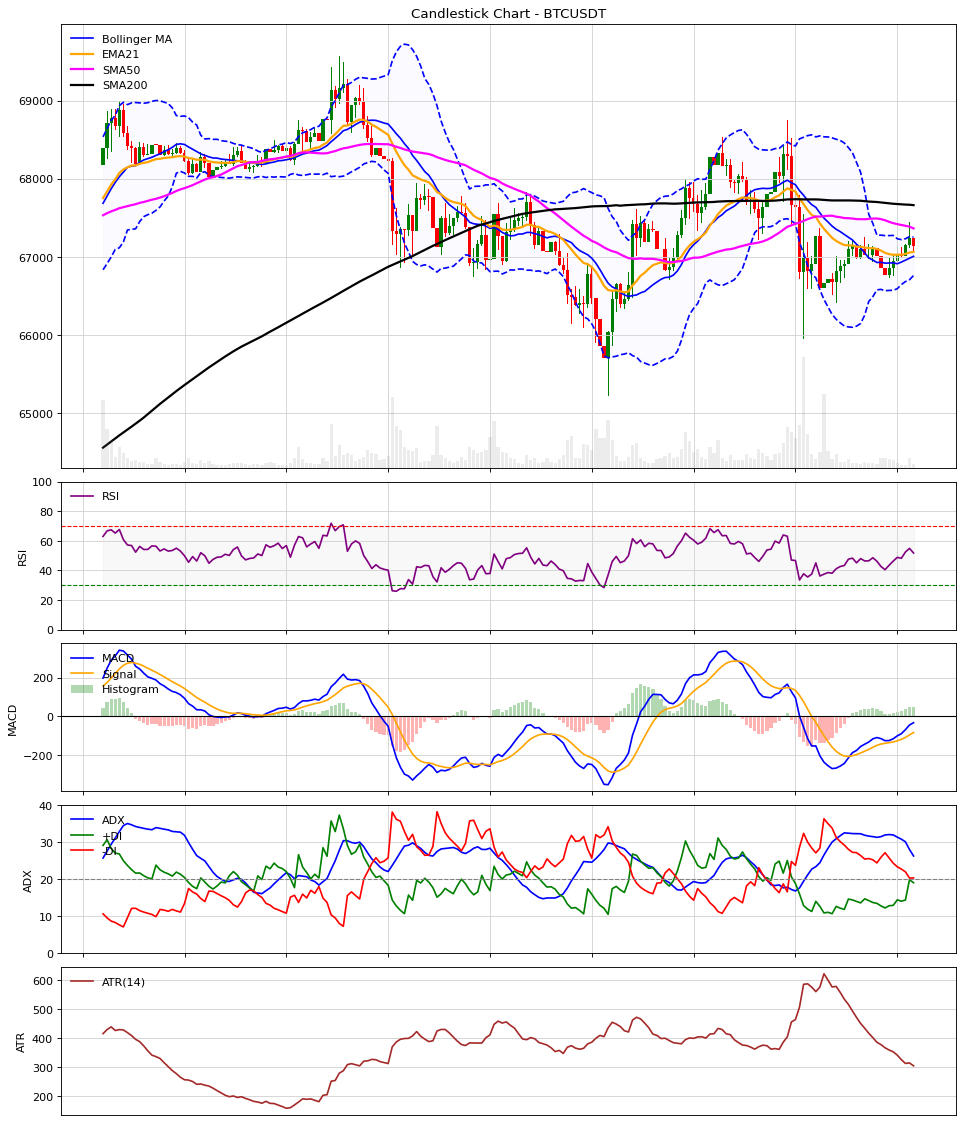 Candlestick Chart - BTCUSDT
Bollinger MA
EMA21
SMA50
SMA200
69000
68000
67000
66000
65000
RSI
RSI
100
80
60
40
20
0
MACD
Signal
Histogram
MACD
200
0
−200
ADX
+DI
-DI
ADX
40
30
20
10
0
ATR(14)
ATR
600
500
400
300
200